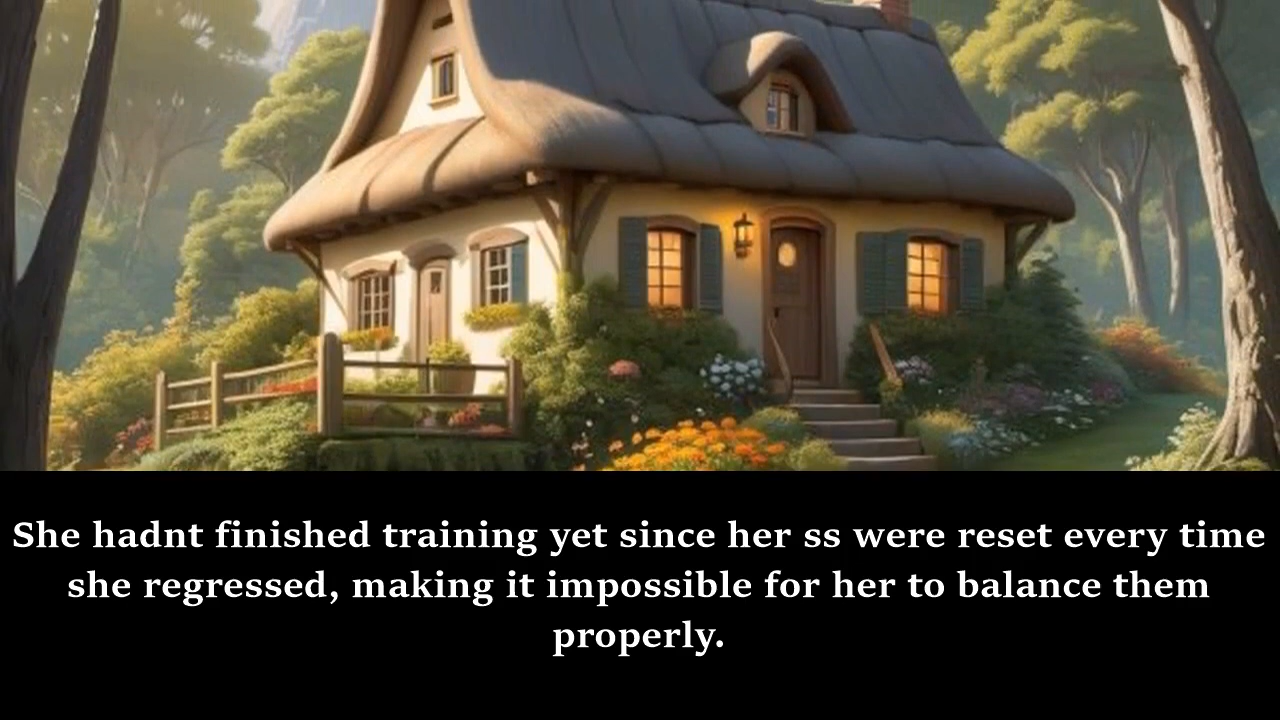 She hadnt finished training yet since her ss were reset every time
she regressed, making it impossible for her to balance them
properly.